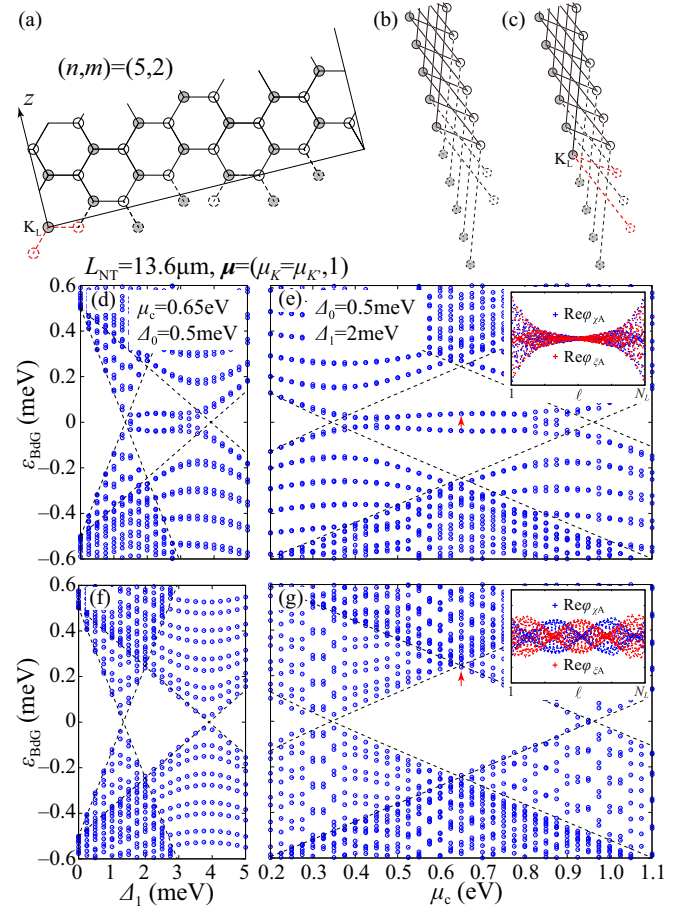 (a)
(b)
(c)
(n,m)=(5,2)
z
K_L
K_L
L_NT=13.6μm, μ=(μ_K=μ_K',1)
(d)
μ_c=0.65eV
Δ_0=0.5meV
(e)
Δ_0=0.5meV
Δ_1=2meV
Reφ_χA
Reφ_ξA
1 ℓ N_L
ε_BdG (meV)
0.6
0.4
0.2
0
−0.2
−0.4
−0.6
ε_BdG (meV)
(f)
(g)
Reφ_χA
Reφ_ξA
1 ℓ N_L
ε_BdG (meV)
0.6
0.4
0.2
0
−0.2
−0.4
−0.6
ε_BdG (meV)
0 1 2 3 4 5
Δ_1 (meV)
0.2 0.3 0.4 0.5 0.6 0.7 0.8 0.9 1.0 1.1
μ_c (eV)